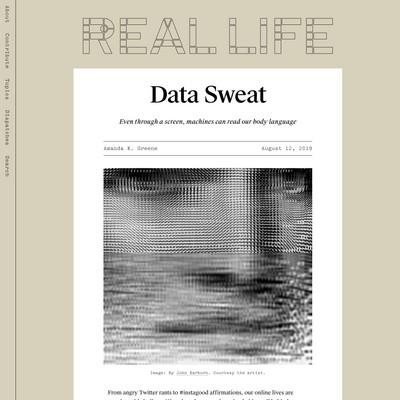 REAL LIFE
About
Contribute
Topics
Dispatches
Search
Data Sweat
Even through a screen, machines can read our body language
Amanda K. Greene
August 12, 2019
Image: By John Barburn. Courtesy the artist.
From angry Twitter rants to #instagood affirmations, our online lives are